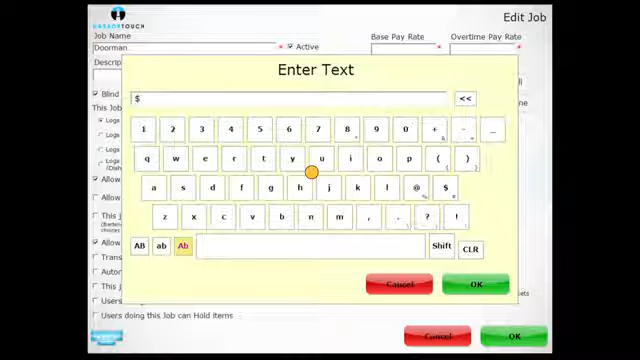 HARBORTOUCH
Edit Job
Job Name
Doorman
Active
Base Pay Rate
Overtime Pay Rate
Enter Text
$
<<
1 2 3 4 5 6 7 8 9 0 + - _
q w e r t y u i o p ( )
a s d f g h j k l @ $
z x c v b n m , . ? !
AB ab Ab Shift CLR
Cancel OK
Users doing this Job can Hold items
Cancel OK